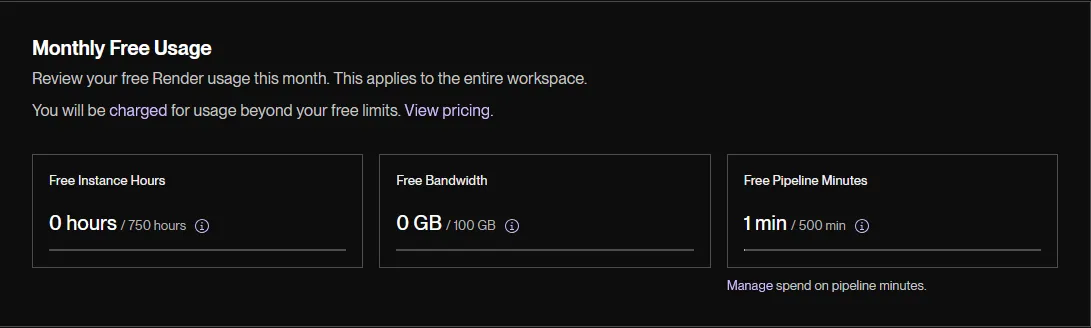 Monthly Free Usage
Review your free Render usage this month. This applies to the entire workspace.
You will be charged for usage beyond your free limits. View pricing.
Free Instance Hours
0 hours / 750 hours
Free Bandwidth
0 GB / 100 GB
Free Pipeline Minutes
1 min / 500 min
Manage spend on pipeline minutes.